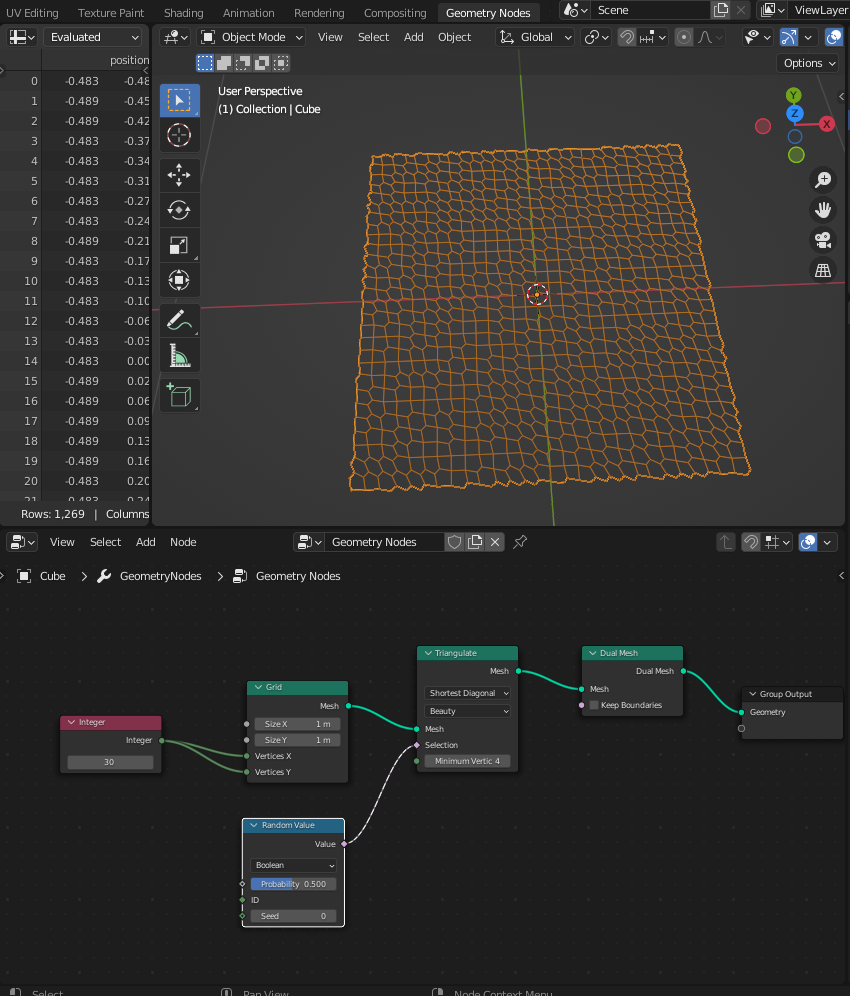 UV Editing Texture Paint Shading Animation Rendering Compositing Geometry Nodes Scene ViewLayer
Evaluated Object Mode View Select Add Object Global
position Options
0 -0.483 -0.48
1 -0.489 -0.45
2 -0.489 -0.42
3 -0.483 -0.37
4 -0.483 -0.34
5 -0.483 -0.31
6 -0.483 -0.27
7 -0.483 -0.24
8 -0.489 -0.21
9 -0.483 -0.17
10 -0.483 -0.13
11 -0.483 -0.10
12 -0.483 -0.06
13 -0.483 -0.03
14 -0.483 0.00
15 -0.489 0.02
16 -0.489 0.06
17 -0.489 0.09
18 -0.489 0.13
19 -0.489 0.16
20 -0.483 0.20
21 -0.483 0.24
Rows: 1,269 | Columns
User Perspective
(1) Collection | Cube
Y
Z
X
View Select Add Node Geometry Nodes
Cube GeometryNodes Geometry Nodes
Integer
Integer
30
Grid
Mesh
Size X 1 m
Size Y 1 m
Vertices X
Vertices Y
Random Value
Value
Boolean
Probability 0.500
ID
Seed 0
Triangulate
Mesh
Shortest Diagonal
Beauty
Mesh
Selection
Minimum Vertic 4
Dual Mesh
Dual Mesh
Mesh
Keep Boundaries
Group Output
Geometry
Select Pan View Node Context Menu